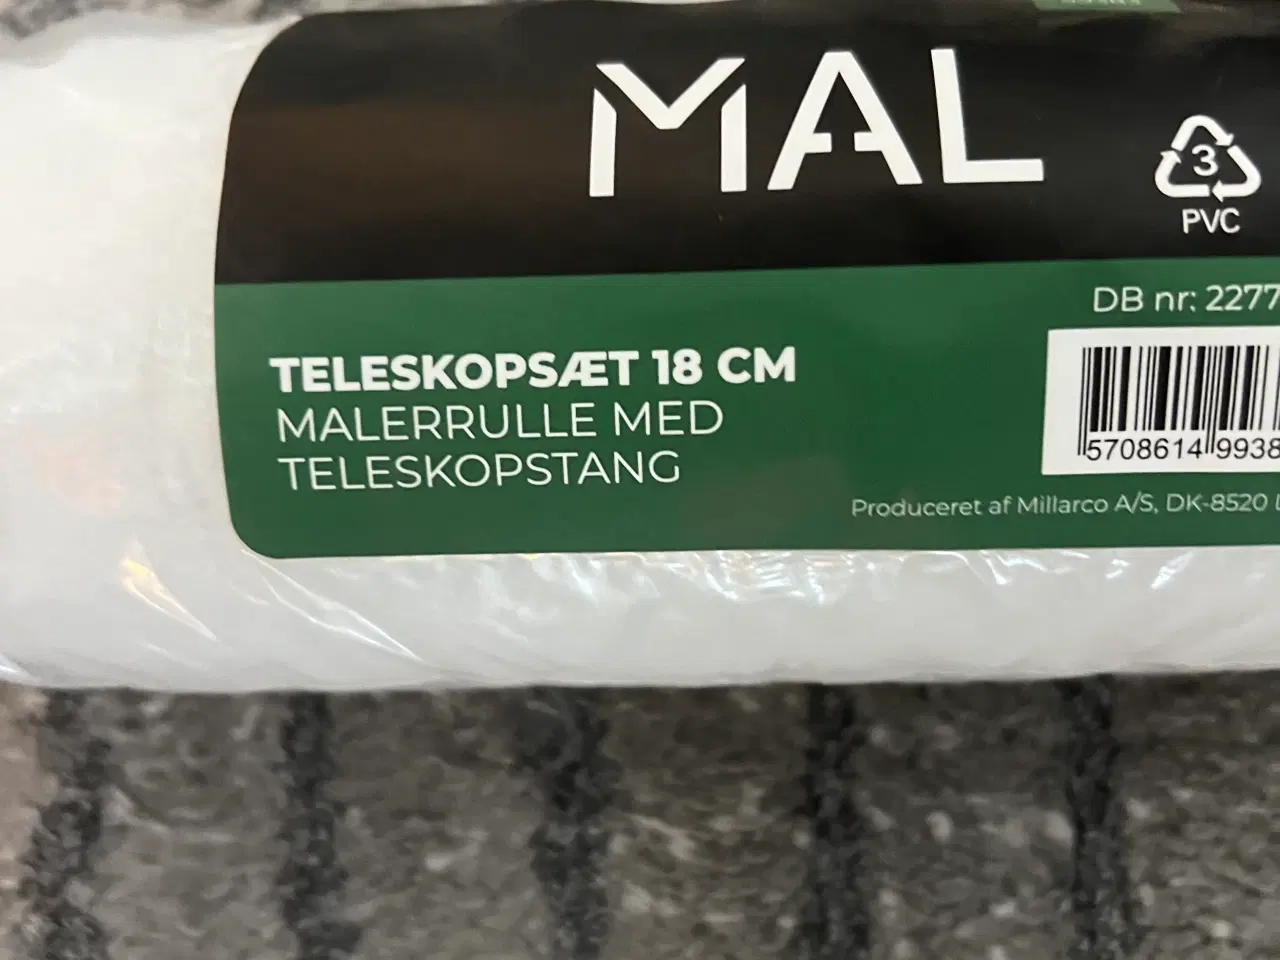 MAL
3
PVC
DB nr: 2277
TELESKOPSÆT 18 CM
MALERRULLE MED
TELESKOPSTANG
5708614 9938
Produceret af Millarco A/S, DK-8520